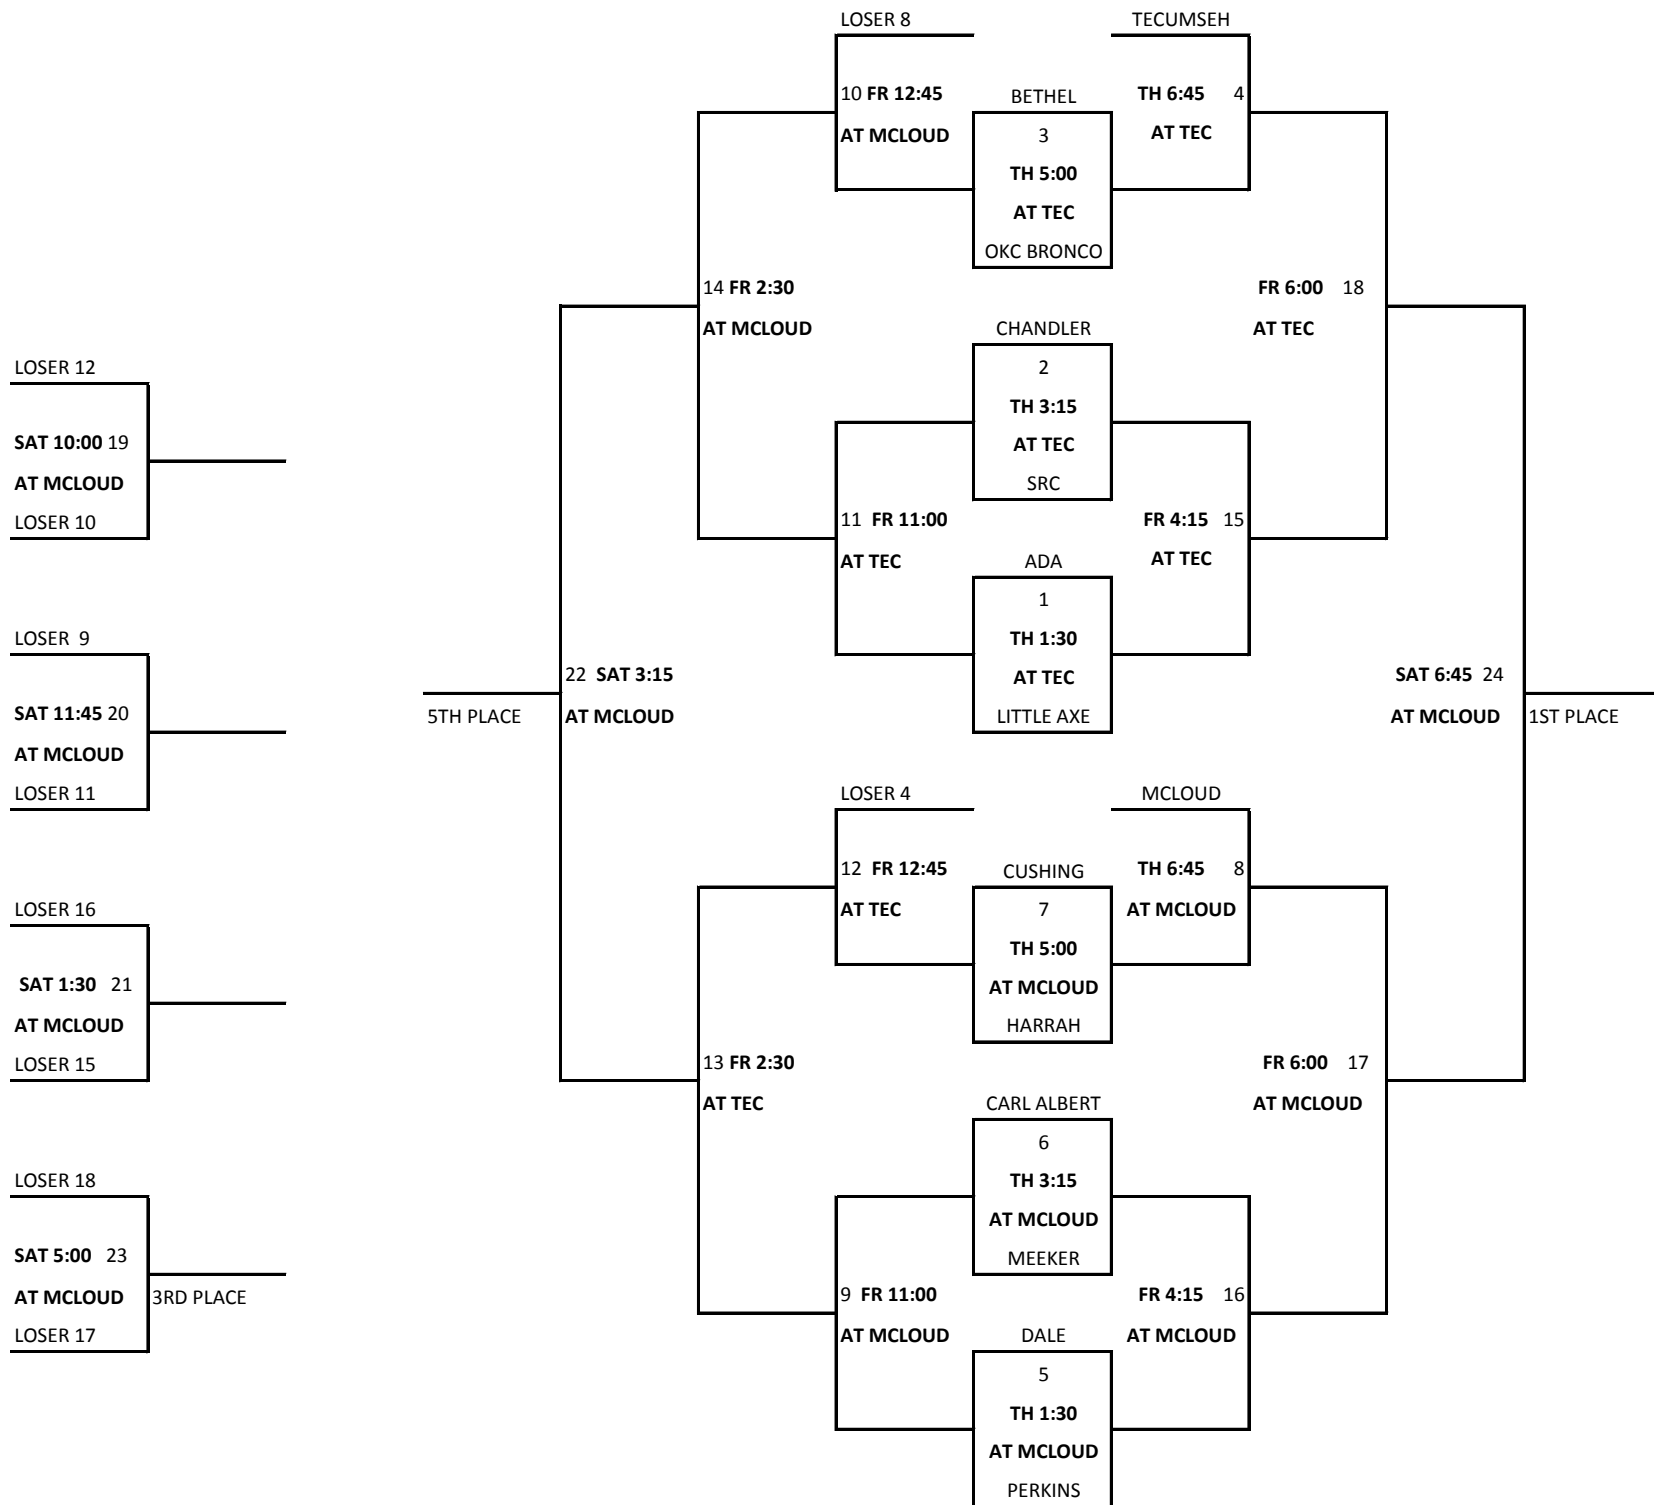 LOSER 8 TECUMSEH
10 FR 12:45 BETHEL TH 6:45 4
AT MCLOUD 3 AT TEC
TH 5:00
AT TEC
OKC BRONCO
14 FR 2:30 FR 6:00 18
AT MCLOUD CHANDLER AT TEC
LOSER 12 2
TH 3:15
SAT 10:00 19 AT TEC
AT MCLOUD SRC
LOSER 10 11 FR 11:00 FR 4:15 15
AT TEC ADA AT TEC
1
LOSER 9 TH 1:30
22 SAT 3:15 AT TEC SAT 6:45 24
SAT 11:45 20 5TH PLACE AT MCLOUD LITTLE AXE AT MCLOUD 1ST PLACE
AT MCLOUD
LOSER 11 LOSER 4 MCLOUD
12 FR 12:45 CUSHING TH 6:45 8
LOSER 16 AT TEC 7 AT MCLOUD
TH 5:00
SAT 1:30 21 AT MCLOUD
AT MCLOUD HARRAH
LOSER 15 13 FR 2:30 FR 6:00 17
AT TEC CARL ALBERT AT MCLOUD
6
LOSER 18 TH 3:15
AT MCLOUD
SAT 5:00 23 MEEKER
AT MCLOUD 3RD PLACE 9 FR 11:00 FR 4:15 16
LOSER 17 AT MCLOUD DALE AT MCLOUD
5
TH 1:30
AT MCLOUD
PERKINS